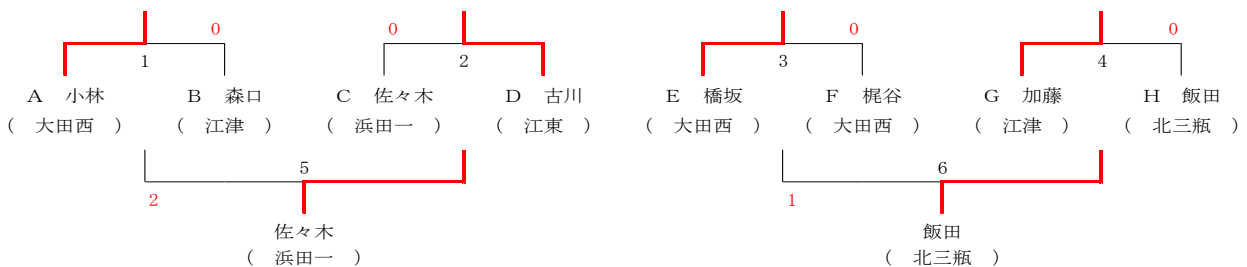 0 0 0 0
1 2 3 4
A 小林 B 森口 C 佐々木 D 古川 E 橋坂 F 梶谷 G 加藤 H 飯田
( 大田西 ) ( 江津 ) ( 浜田一 ) ( 江東 ) ( 大田西 ) ( 大田西 ) ( 江津 ) ( 北三瓶 )
5 6
2 1
佐々木 飯田
( 浜田一 ) ( 北三瓶 )